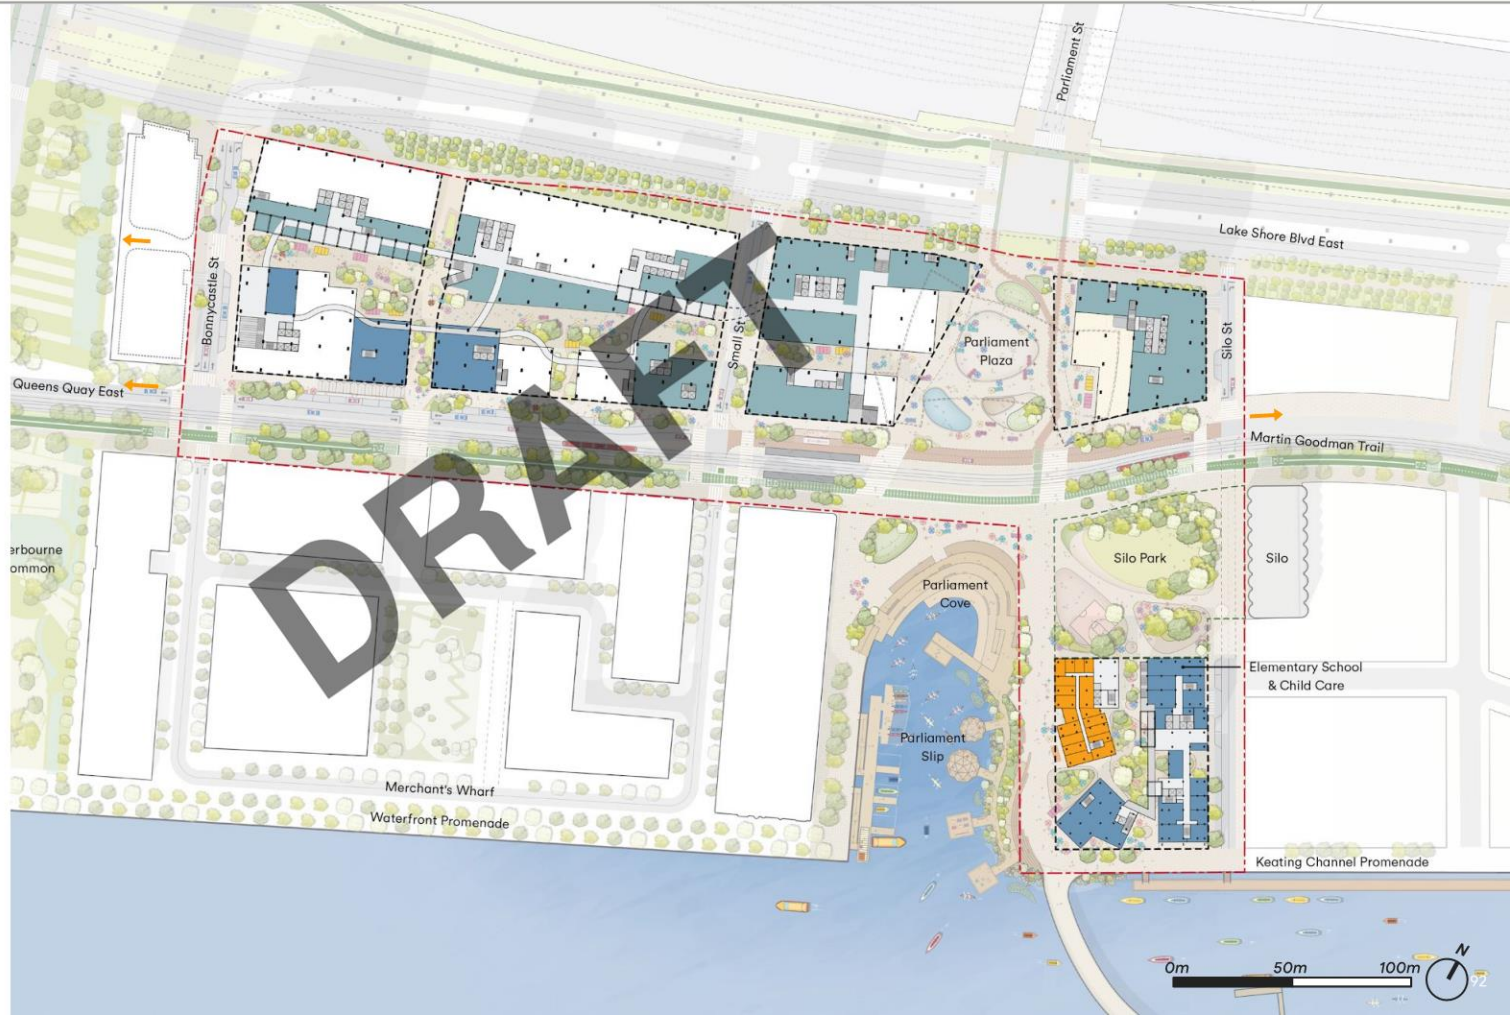 Parliament St
Lake Shore Blvd East
Bonnycastle St
Small St
Silo St
Parliament
Plaza
Queens Quay East
Martin Goodman Trail
DRAFT
erbourne
ommon
Parliament
Cove
Silo Park
Silo
Elementary School
& Child Care
Parliament
Slip
Merchant's Wharf
Waterfront Promenade
Keating Channel Promenade
0m 50m 100m
N
92